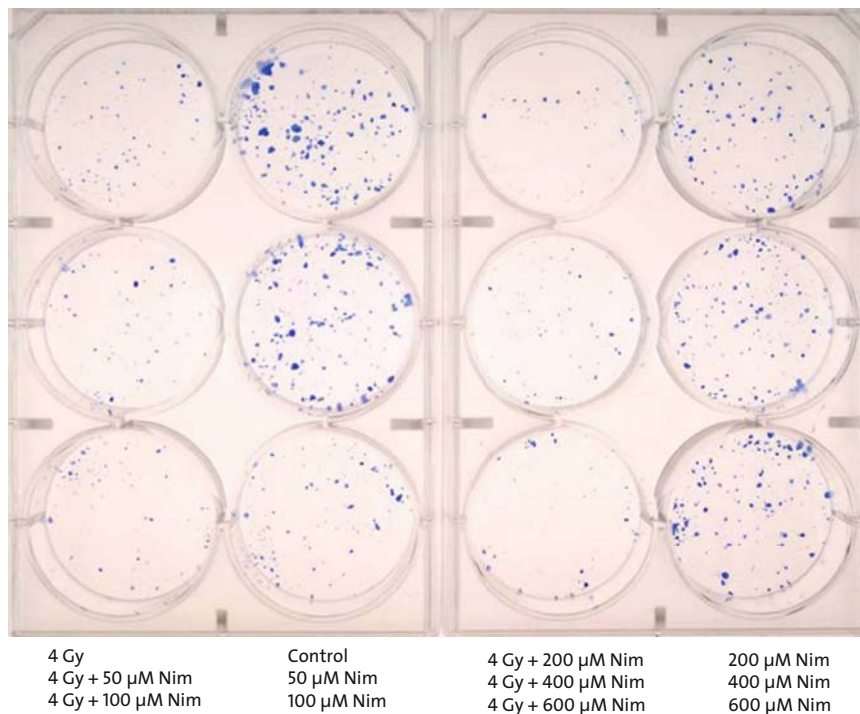 4 Gy
4 Gy + 50 µM Nim
4 Gy + 100 µM Nim
Control
50 µM Nim
100 µM Nim
4 Gy + 200 µM Nim
4 Gy + 400 µM Nim
4 Gy + 600 µM Nim
200 µM Nim
400 µM Nim
600 µM Nim